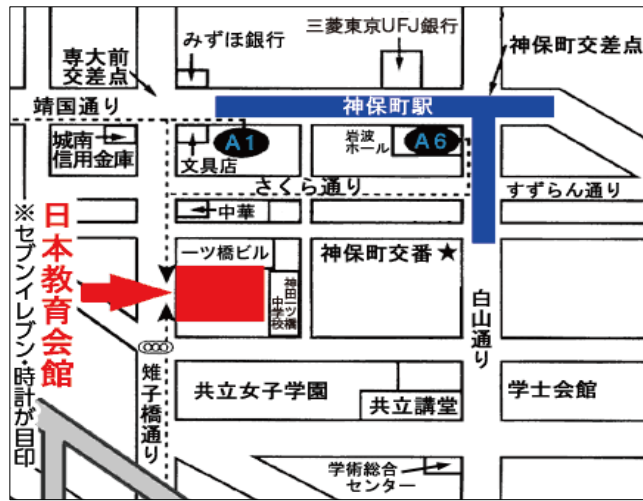 みずほ銀行
三菱東京UFJ銀行
神保町交差点
専大前
交差点
靖国通り
神保町駅
城南
信用金庫
A1
文具店
岩波
ホール
A6
さくら通り
すずらん通り
中華
一ツ橋ビル
神田一ツ橋
中学校
神保町交番★
白山通り
日本教育会館
※セブンイレブン・時計が目印
雉子橋通り
共立女子学園
共立講堂
学士会館
学術総合
センター